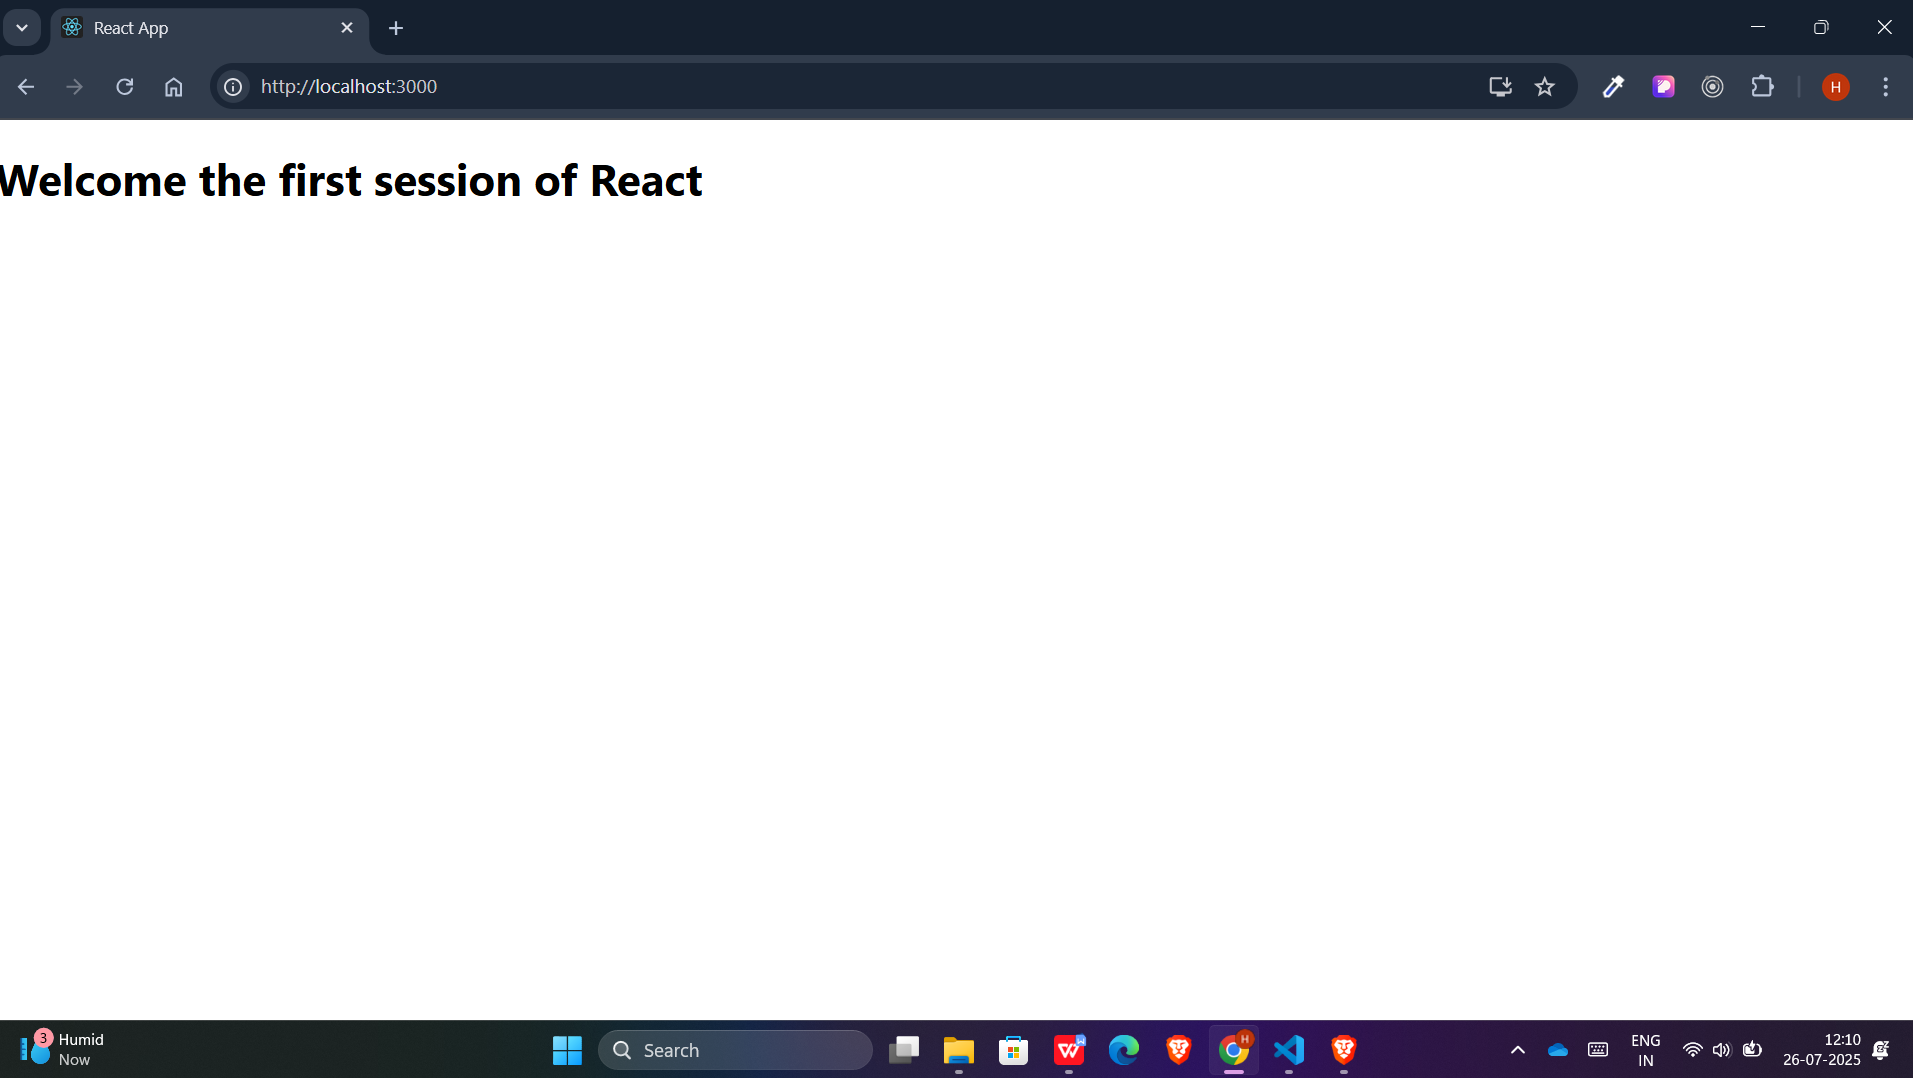 React App
http://localhost:3000
H
Welcome the first session of React
3
Humid
Now
Search
H
ENG
IN
12:10
26-07-2025